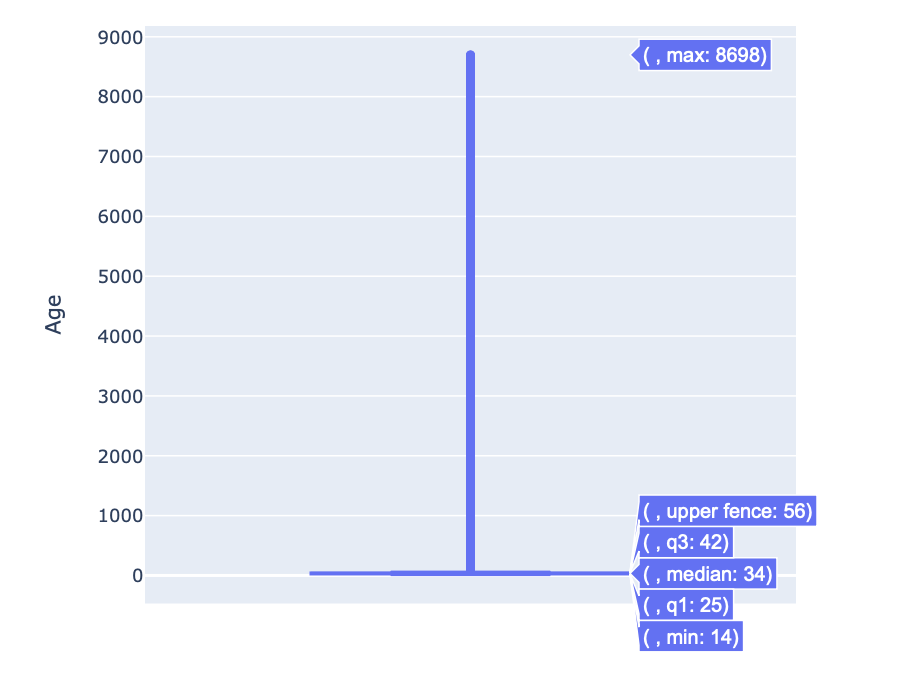 9000
8000
7000
6000
5000
4000
3000
2000
1000
0
Age
( , max: 8698)
( , upper fence: 56)
( , q3: 42)
( , median: 34)
( , q1: 25)
( , min: 14)